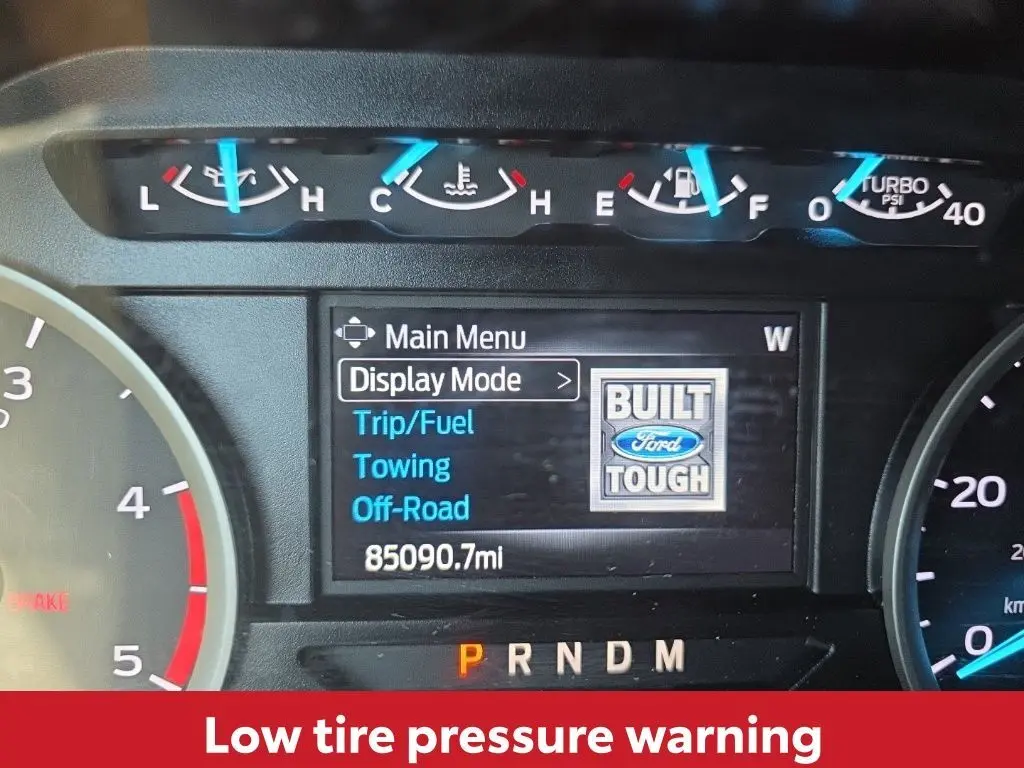 L H C H E F 0 TURBO 40
PSI
Main Menu W
Display Mode >
Trip/Fuel
Towing
Off-Road
BUILT
Ford
TOUGH
85090.7mi
3
4
5
20
0
P R N D M
Low tire pressure warning